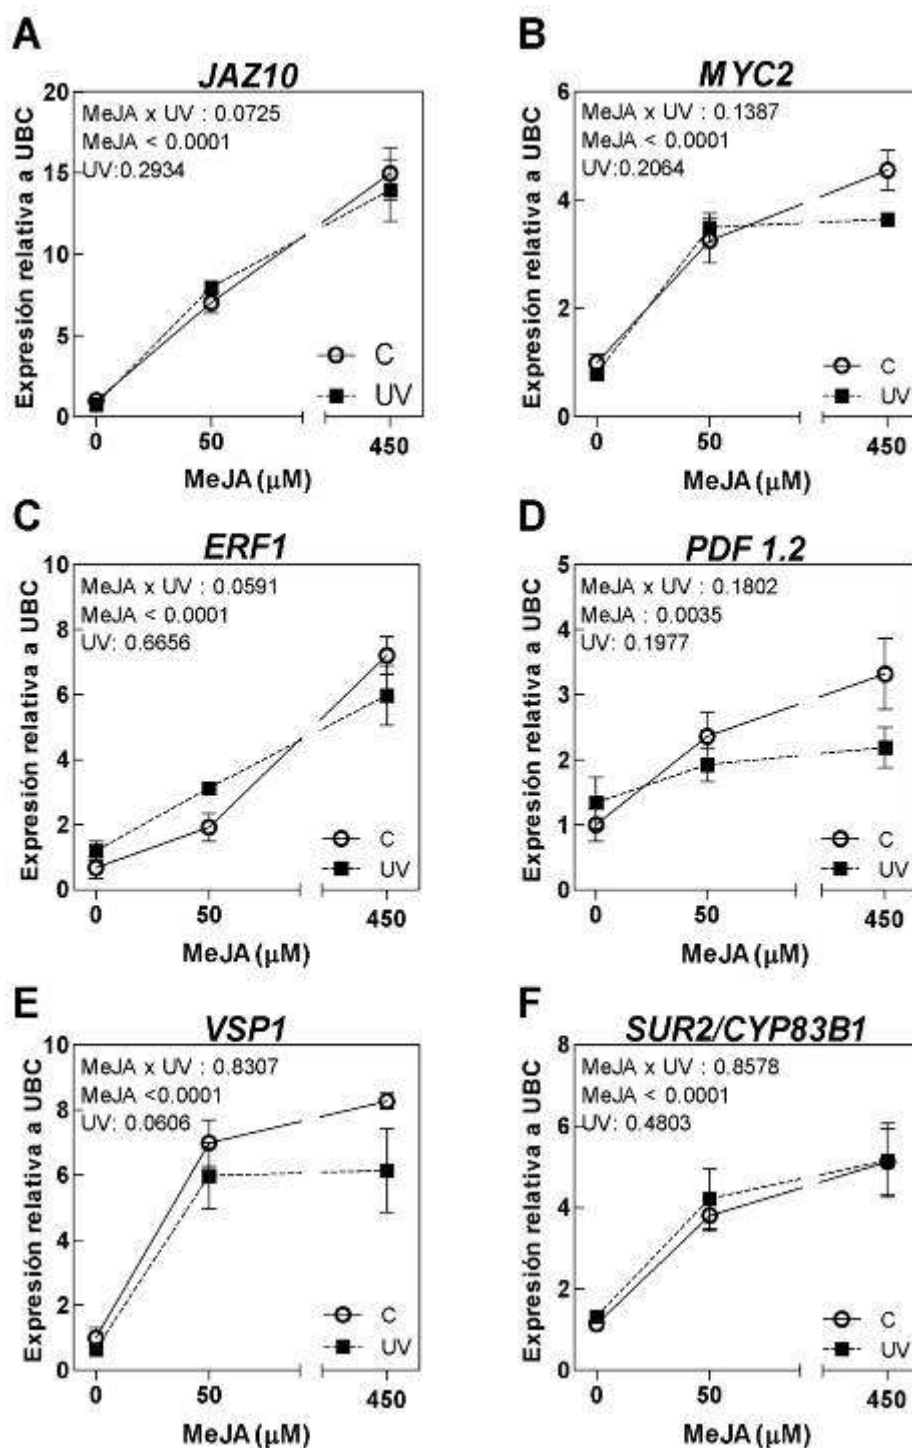 A
JAZ10
Expresión relativa a UBC
20
15
10
5
0
MeJA x UV : 0.0725
MeJA < 0.0001
UV:0.2934
C
UV
0
50
450
MeJA (µM)
B
MYC2
Expresión relativa a UBC
6
4
2
0
MeJA x UV : 0.1387
MeJA < 0.0001
UV:0.2064
C
UV
0
50
450
MeJA (µM)
C
ERF1
Expresión relativa a UBC
10
8
6
4
2
0
MeJA x UV : 0.0591
MeJA < 0.0001
UV: 0.6656
C
UV
0
50
450
MeJA (µM)
D
PDF 1.2
Expresión relativa a UBC
5
4
3
2
1
0
MeJA x UV : 0.1802
MeJA : 0.0035
UV: 0.1977
C
UV
0
50
450
MeJA (µM)
E
VSP1
Expresión relativa a UBC
10
8
6
4
2
0
MeJA x UV : 0.8307
MeJA <0.0001
UV: 0.0606
C
UV
0
50
450
MeJA (µM)
F
SUR2/CYP83B1
Expresión relativa a UBC
8
6
4
2
0
MeJA x UV : 0.8578
MeJA < 0.0001
UV: 0.4803
C
UV
0
50
450
MeJA (µM)